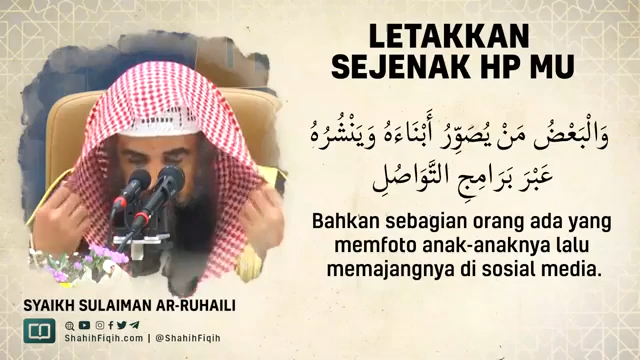 LETAKKAN
SEJENAK HP MU
وَالْبَعْضُ مَنْ يُصَوِّرُ أَبْنَاءَهُ وَيَنْشُرُهُ
عَبْرَ بَرَامِجِ التَّوَاصُلِ
Bahkan sebagian orang ada yang
memfoto anak-anaknya lalu
memajangnya di sosial media.
SYAIKH SULAIMAN AR-RUHAILI
ShahihFiqih.com | @ShahihFiqih